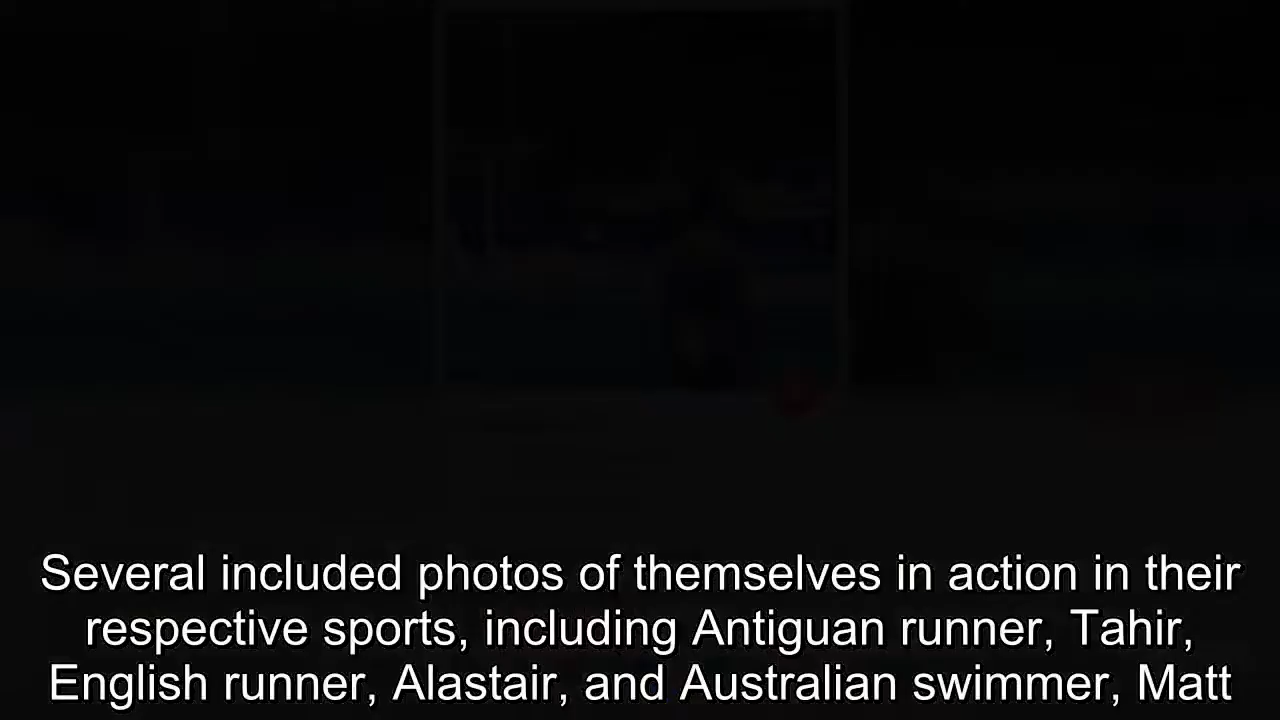 Several included photos of themselves in action in their
respective sports, including Antiguan runner, Tahir,
English runner, Alastair, and Australian swimmer, Matt